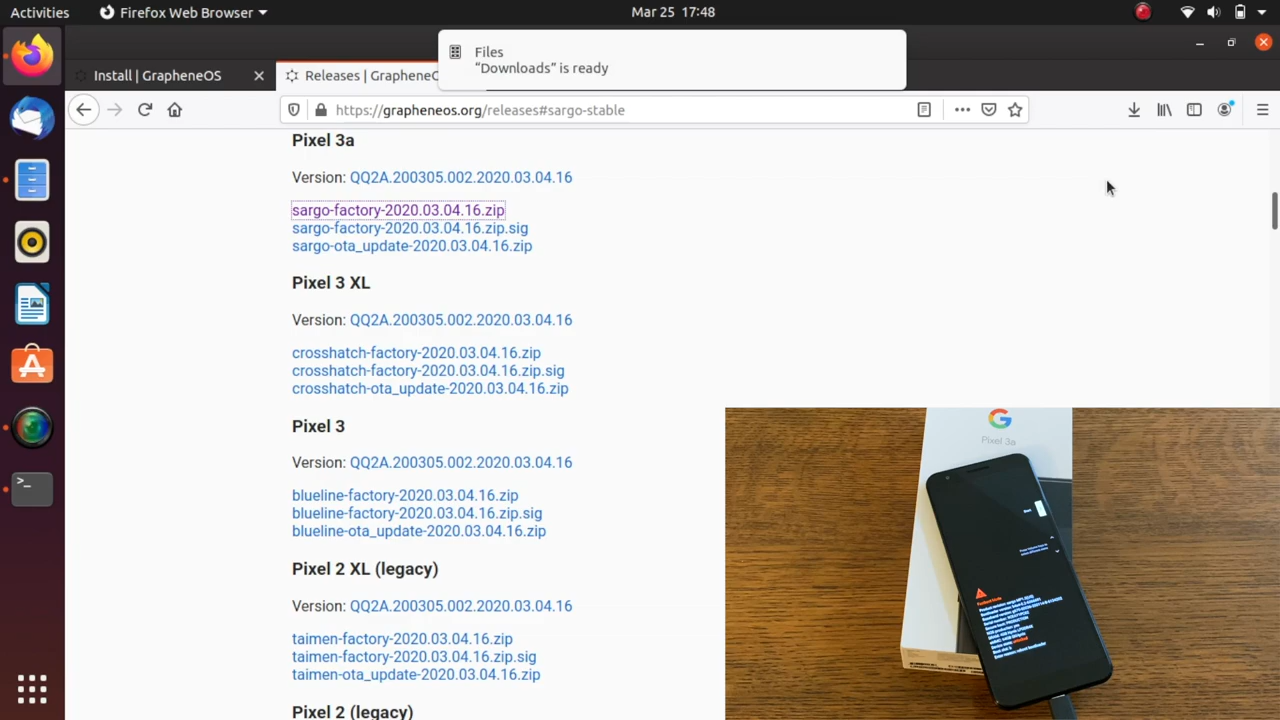 Activities
Firefox Web Browser
Mar 25 17:48
Files
“Downloads” is ready
Install | GrapheneOS
Releases | GrapheneO
https://grapheneos.org/releases#sargo-stable
Pixel 3a
Version: QQ2A.200305.002.2020.03.04.16
sargo-factory-2020.03.04.16.zip
sargo-factory-2020.03.04.16.zip.sig
sargo-ota_update-2020.03.04.16.zip
Pixel 3 XL
Version: QQ2A.200305.002.2020.03.04.16
crosshatch-factory-2020.03.04.16.zip
crosshatch-factory-2020.03.04.16.zip.sig
crosshatch-ota_update-2020.03.04.16.zip
Pixel 3
Version: QQ2A.200305.002.2020.03.04.16
blueline-factory-2020.03.04.16.zip
blueline-factory-2020.03.04.16.zip.sig
blueline-ota_update-2020.03.04.16.zip
Pixel 2 XL (legacy)
Version: QQ2A.200305.002.2020.03.04.16
taimen-factory-2020.03.04.16.zip
taimen-factory-2020.03.04.16.zip.sig
taimen-ota_update-2020.03.04.16.zip
Pixel 2 (legacy)
G
Pixel 3a
Start